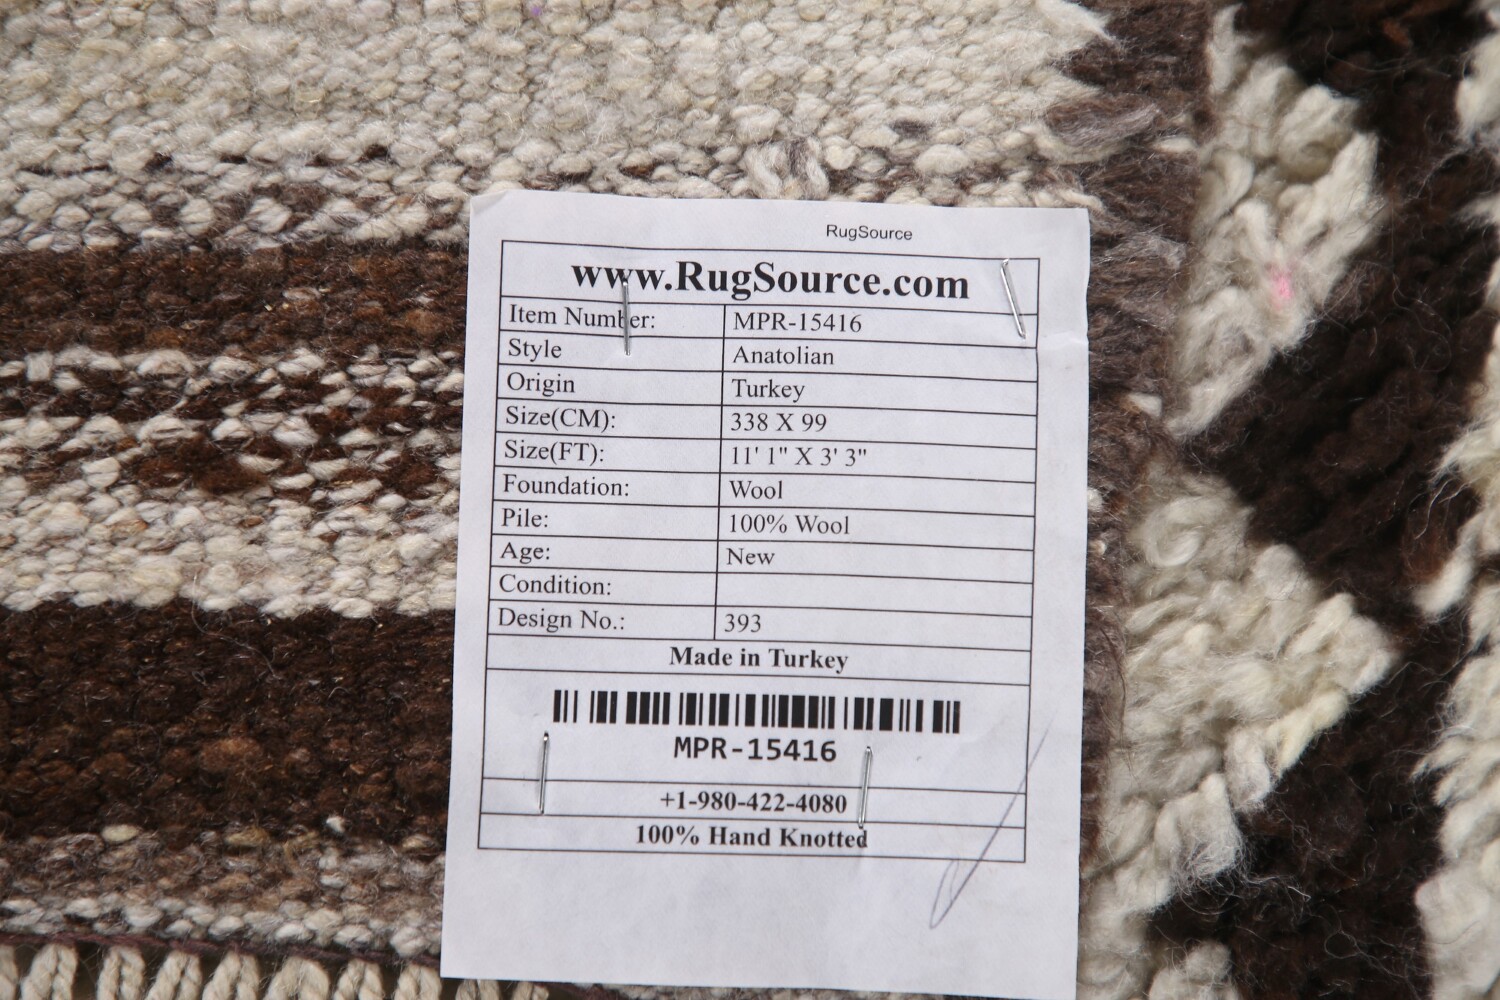 RugSource
www.RugSource.com
Item Number: MPR-15416
Style Anatolian
Origin Turkey
Size(CM): 338 X 99
Size(FT): 11' 1" X 3' 3"
Foundation: Wool
Pile: 100% Wool
Age: New
Condition:
Design No.: 393
Made in Turkey
MPR-15416
+1-980-422-4080
100% Hand Knotted